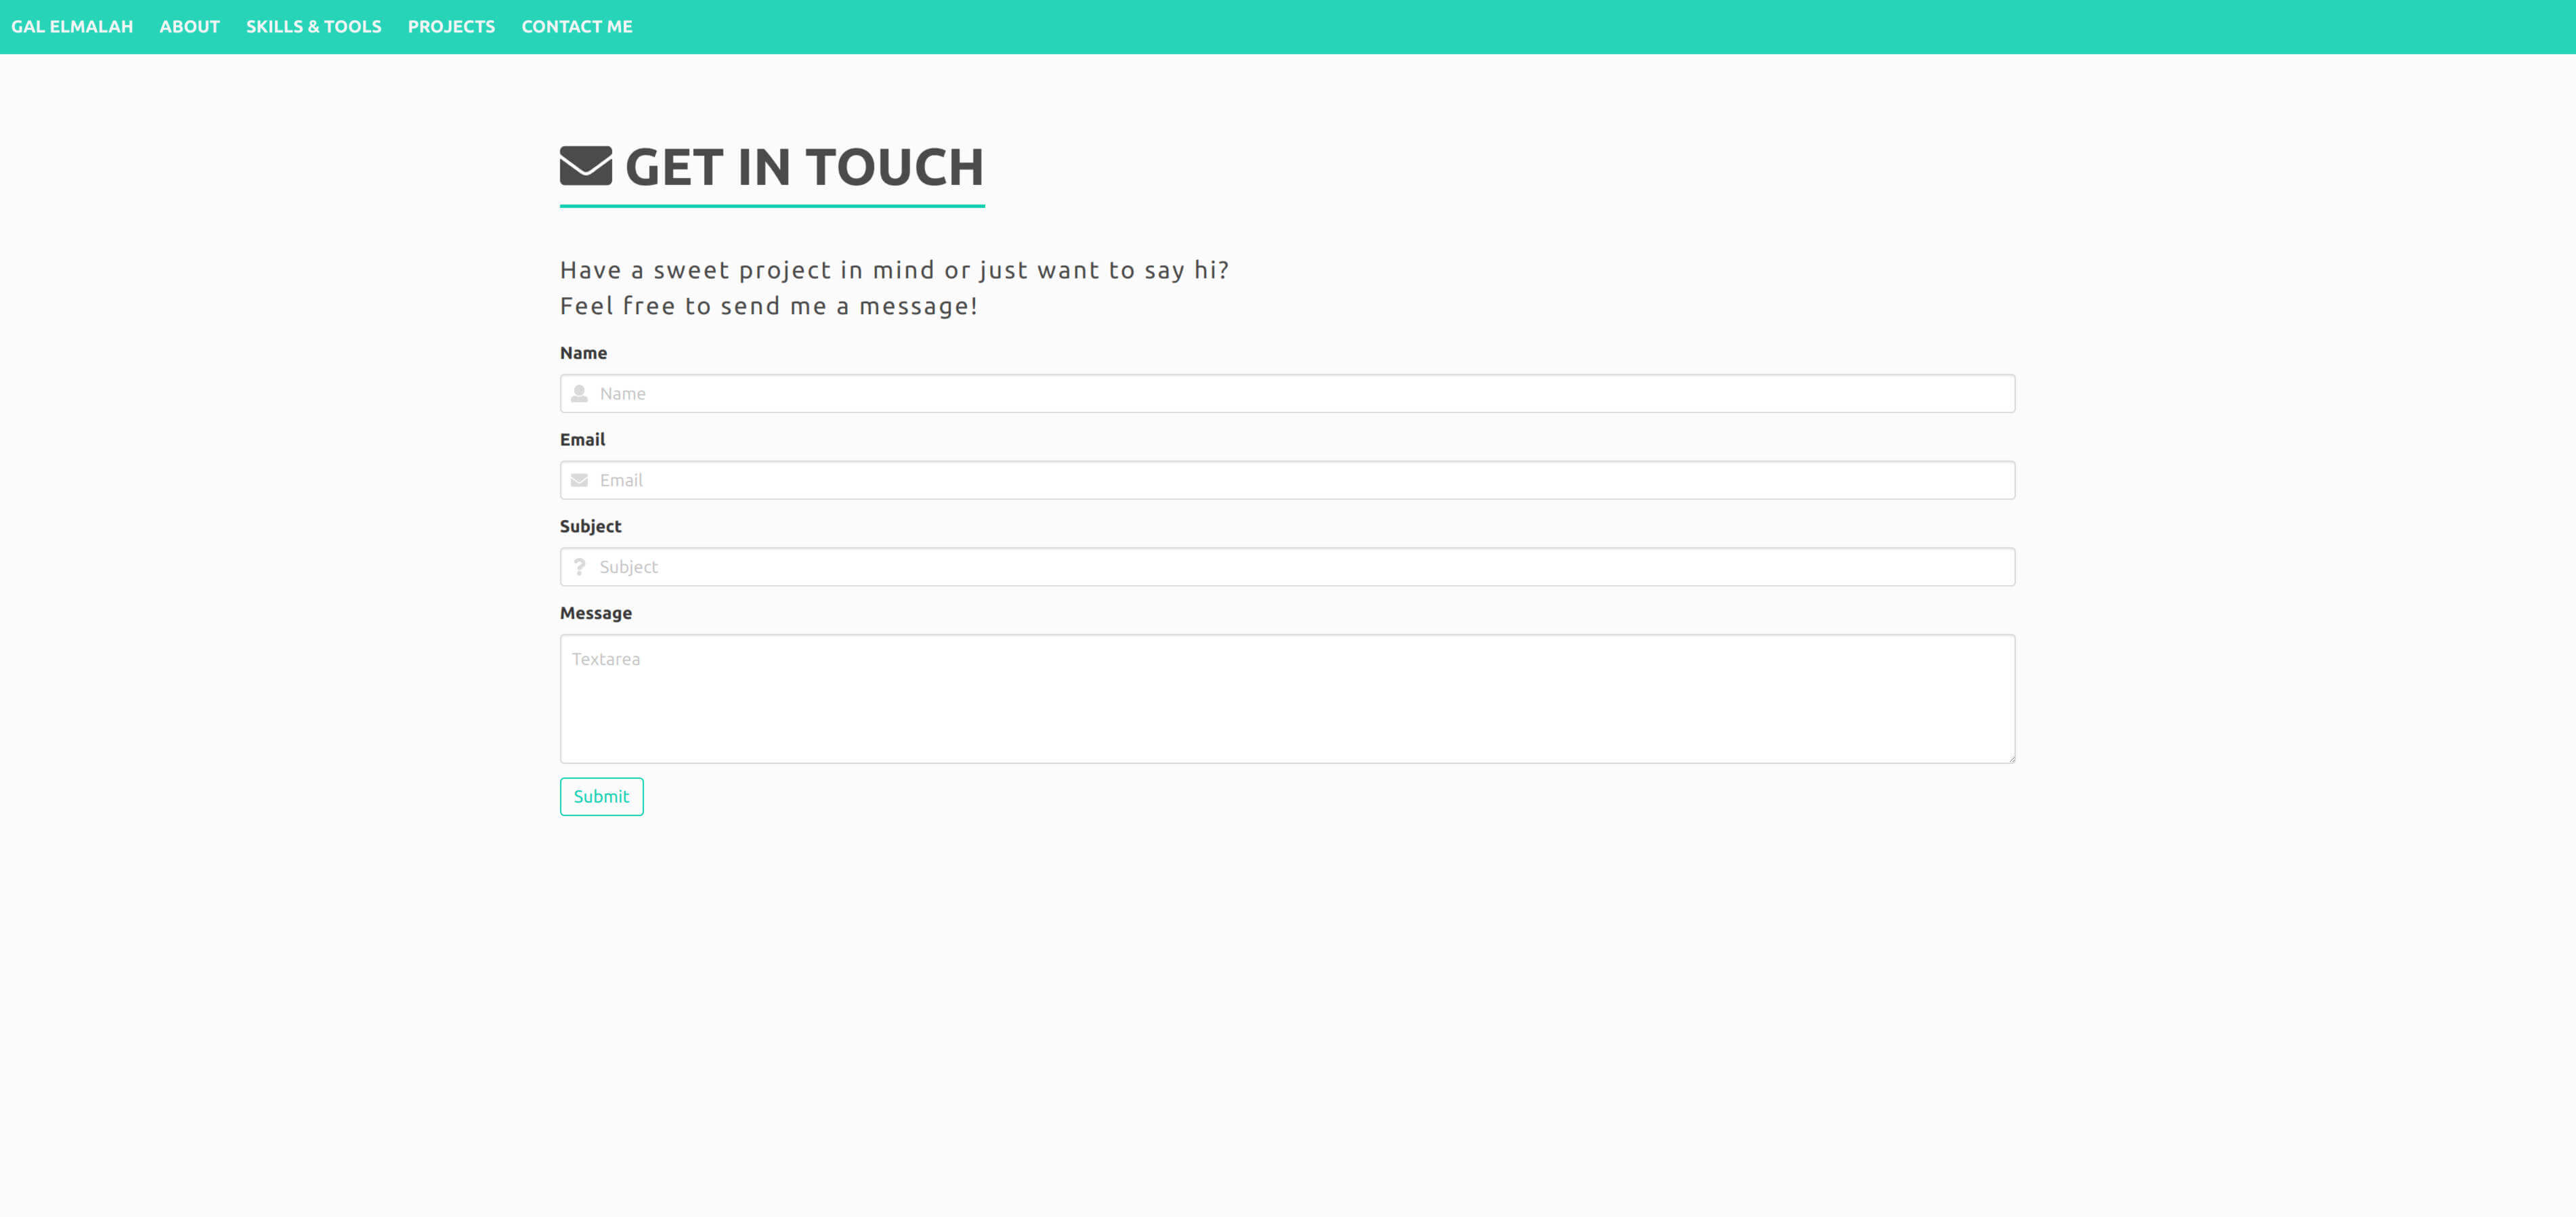 GAL ELMALAH ABOUT SKILLS & TOOLS PROJECTS CONTACT ME
GET IN TOUCH
Have a sweet project in mind or just want to say hi?
Feel free to send me a message!
Name
Name
Email
Email
Subject
? Subject
Message
Textarea
Submit